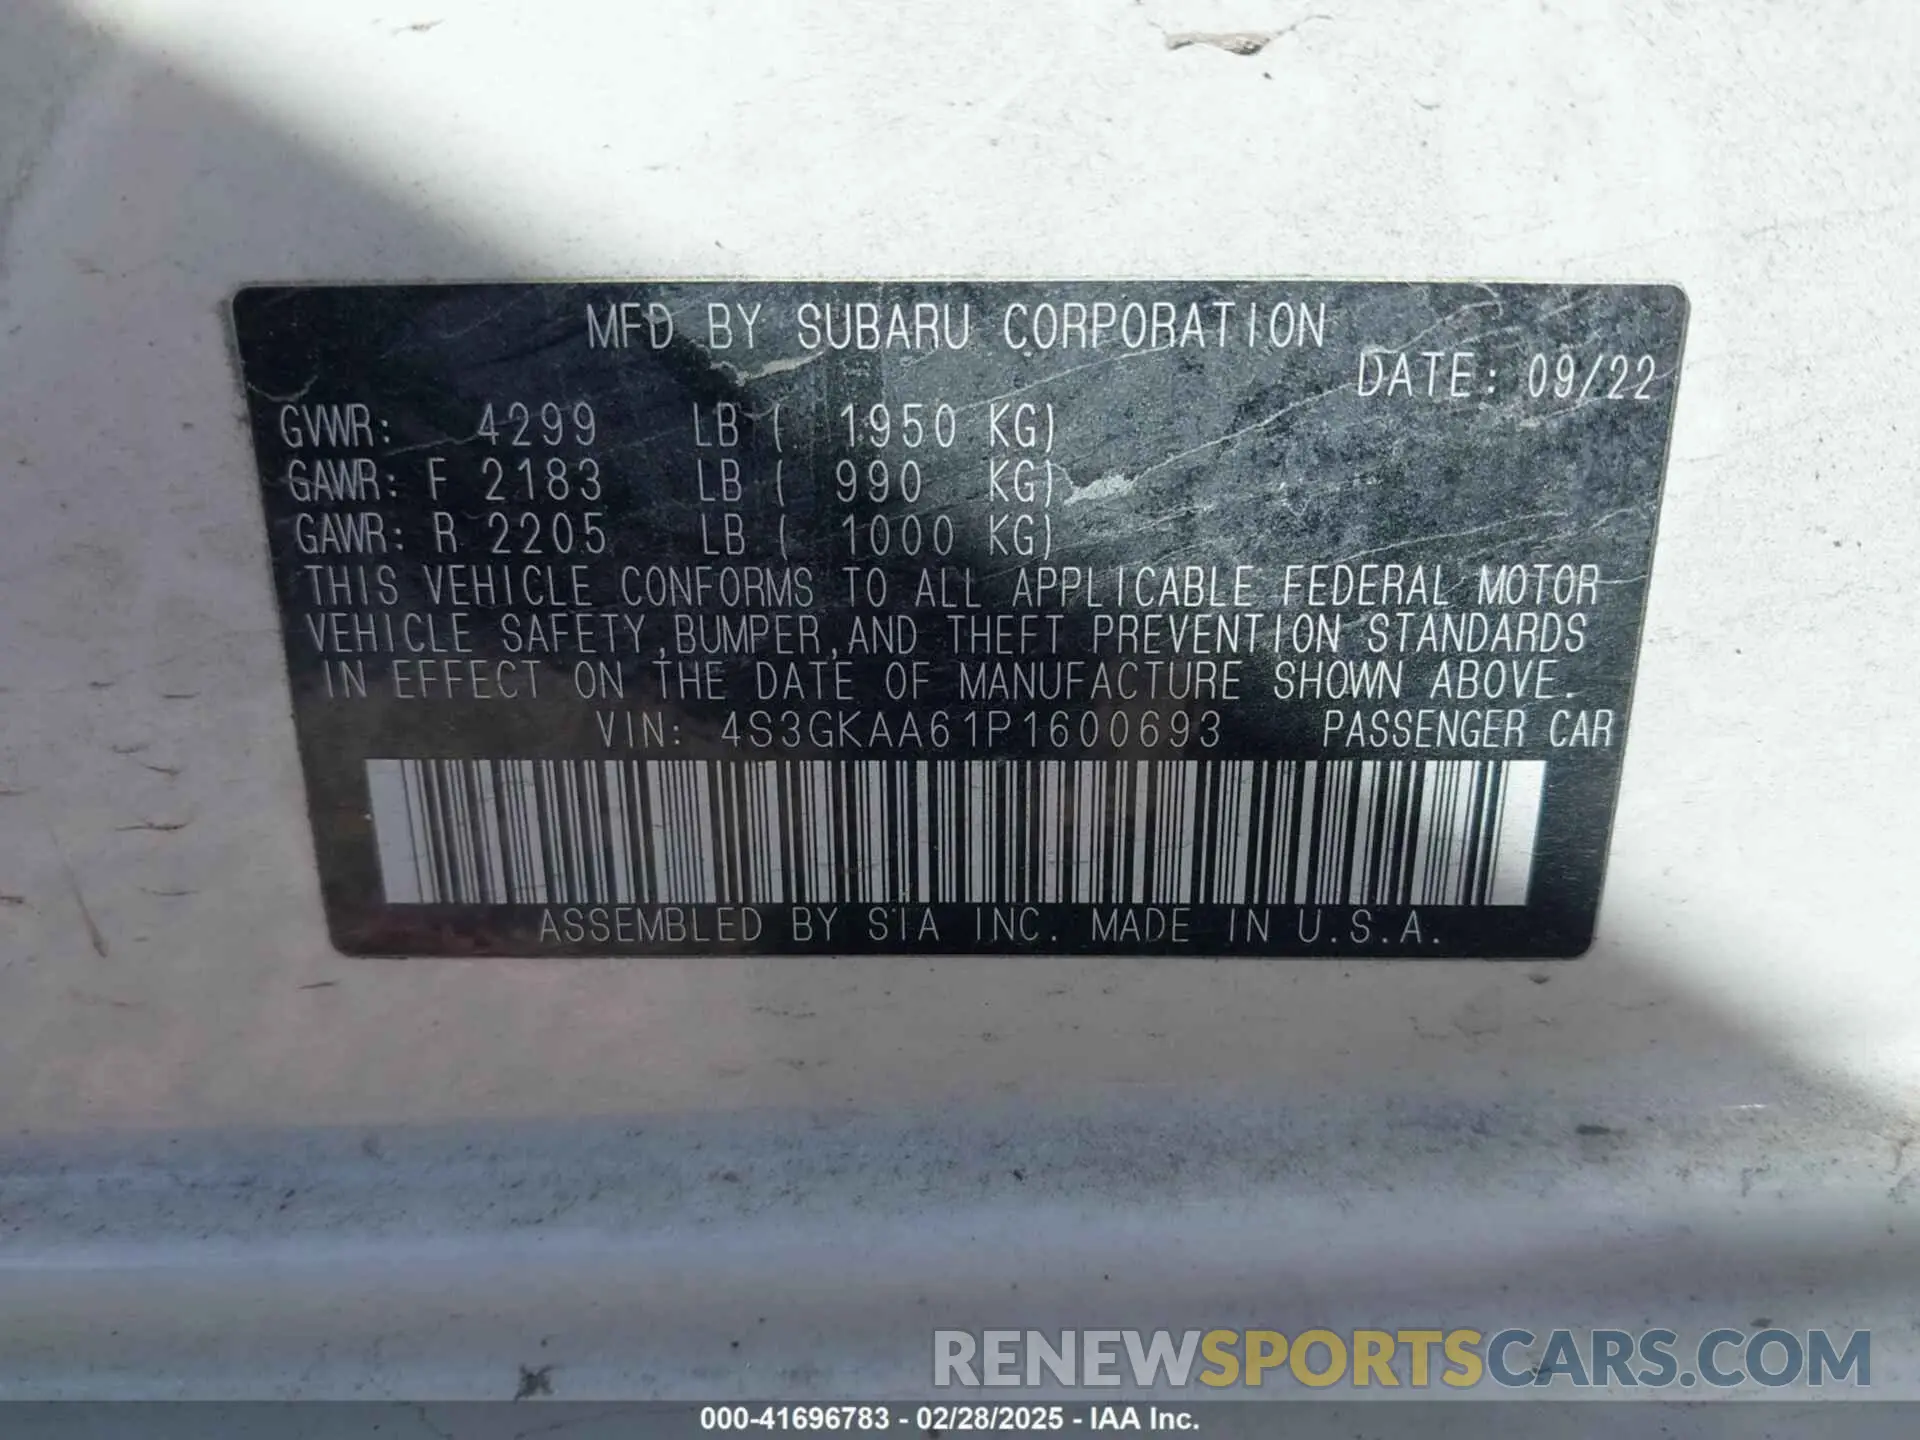 MFD BY SUBARU CORPORATION
DATE: 09/22
GVWR: 4299 LB ( 1950 KG)
GAWR: F 2183 LB ( 990 KG)
GAWR: R 2205 LB ( 1000 KG)
THIS VEHICLE CONFORMS TO ALL APPLICABLE FEDERAL MOTOR
VEHICLE SAFETY,BUMPER,AND THEFT PREVENTION STANDARDS
IN EFFECT ON THE DATE OF MANUFACTURE SHOWN ABOVE.
VIN: 4S3GKAA61P1600693 PASSENGER CAR
ASSEMBLED BY SIA INC. MADE IN U.S.A.
RENEWSPORTSCARS.COM
000-41696783 - 02/28/2025 - IAA Inc.